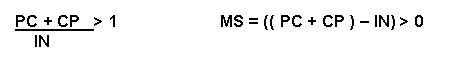 PC + CP > 1 MS = (( PC + CP ) – IN) > 0
IN